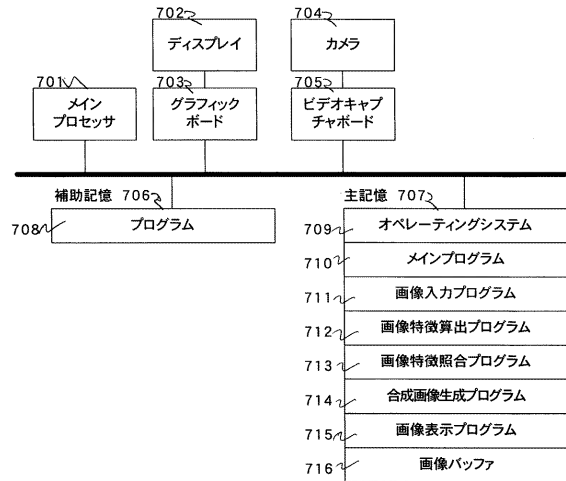 702
ディスプレイ
704
カメラ
701
メイン
プロセッサ
703
グラフィック
ボード
705
ビデオキャプ
チャボード
補助記憶 706
708
プログラム
主記憶 707
709
オペレーティングシステム
710
メインプログラム
711
画像入力プログラム
712
画像特徴算出プログラム
713
画像特徴照合プログラム
714
合成画像生成プログラム
715
画像表示プログラム
716
画像バッファ